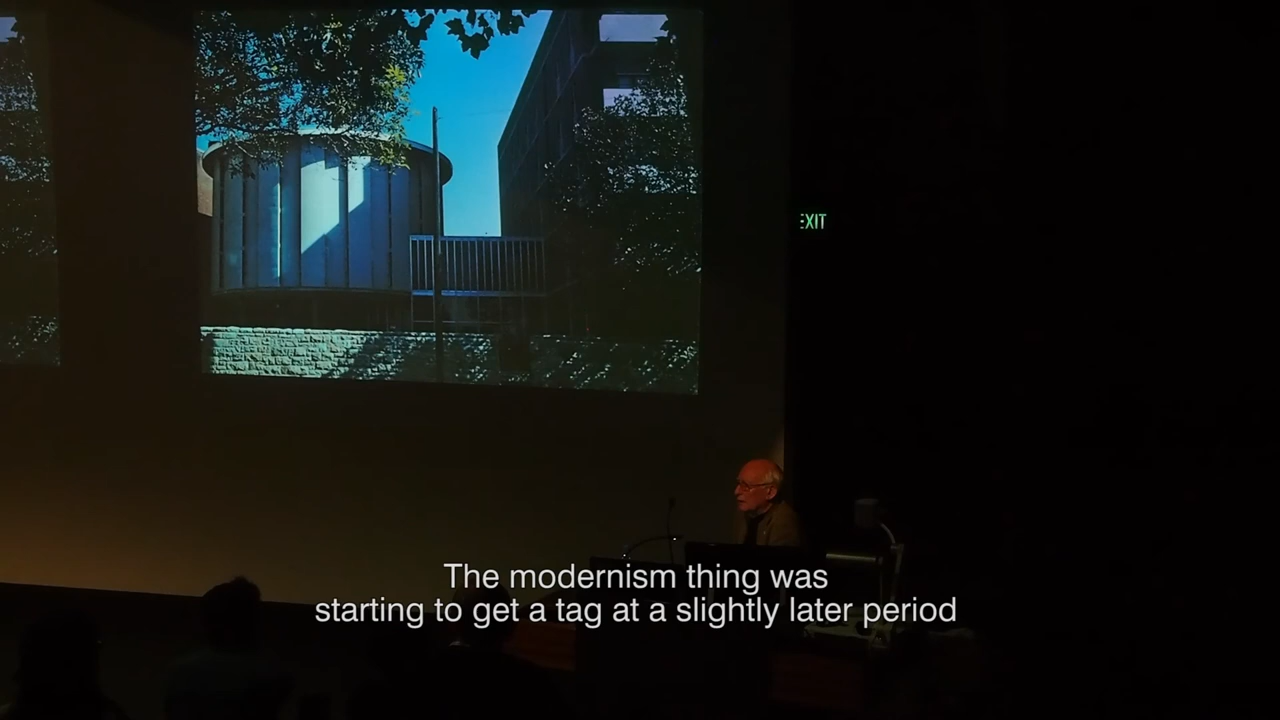 EXIT
The modernism thing was
starting to get a tag at a slightly later period